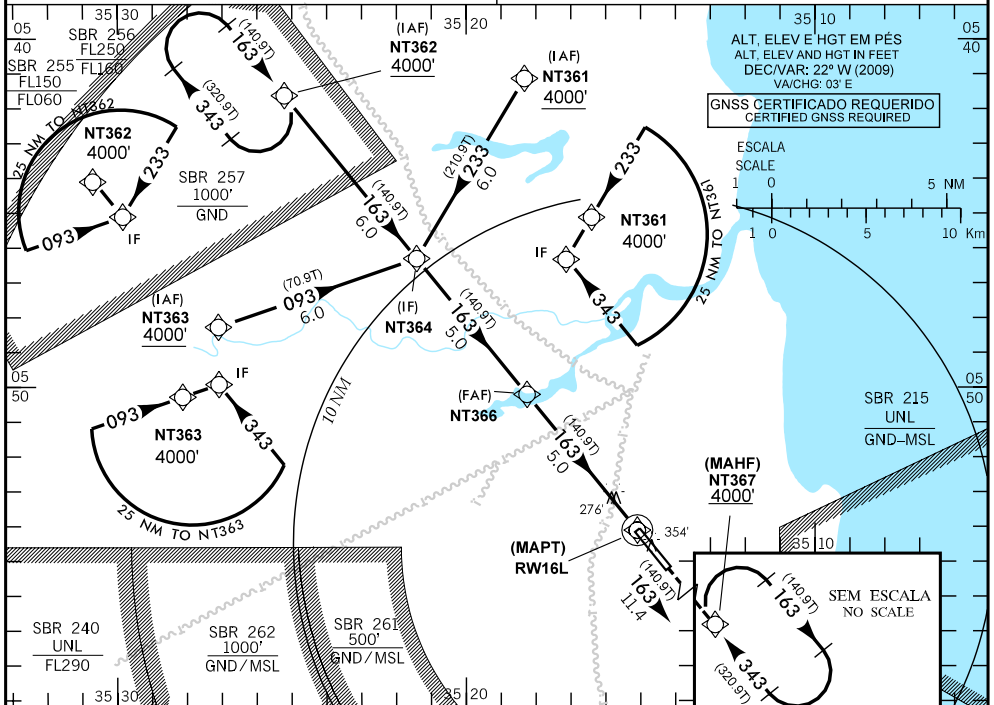 35 30
35 20
35 10
05
40
05
40
SBR 256
FL250
FL160
SBR 255
FL150
FL060
(140.9T)
163
(320.9T)
343
(IAF)
NT362
4000'
(IAF)
NT361
4000'
ALT, ELEV E HGT EM PÉS
ALT, ELEV AND HGT IN FEET
DEC/VAR: 22° W (2009)
VA/CHG: 03' E
GNSS CERTIFICADO REQUERIDO
CERTIFIED GNSS REQUIRED
ESCALA
SCALE
1 0 5 NM
1 0 10 Km
25 NM TO NT362
NT362
4000'
233
093
IF
SBR 257
1000'
GND
(140.9T)
163
6.0
(210.9T)
233
6.0
233
NT361
4000'
IF
343
25 NM TO NT361
(IAF)
NT363
4000'
(70.9T)
093
6.0
(IF)
NT364
(140.9T)
163
5.0
10 NM
05
50
05
50
093
IF
NT363
4000'
343
25 NM TO NT363
(FAF)
NT366
(140.9T)
163
5.0
SBR 215
UNL
GND–MSL
276'
354'
(MAPT)
RW16L
(MAHF)
NT367
4000'
(140.9T)
163
11.4
35 10
SEM ESCALA
NO SCALE
(140.9T)
163
343
(320.9T)
SBR 240
UNL
FL290
SBR 262
1000'
GND/MSL
SBR 261
500'
GND/MSL
35 30
35 20